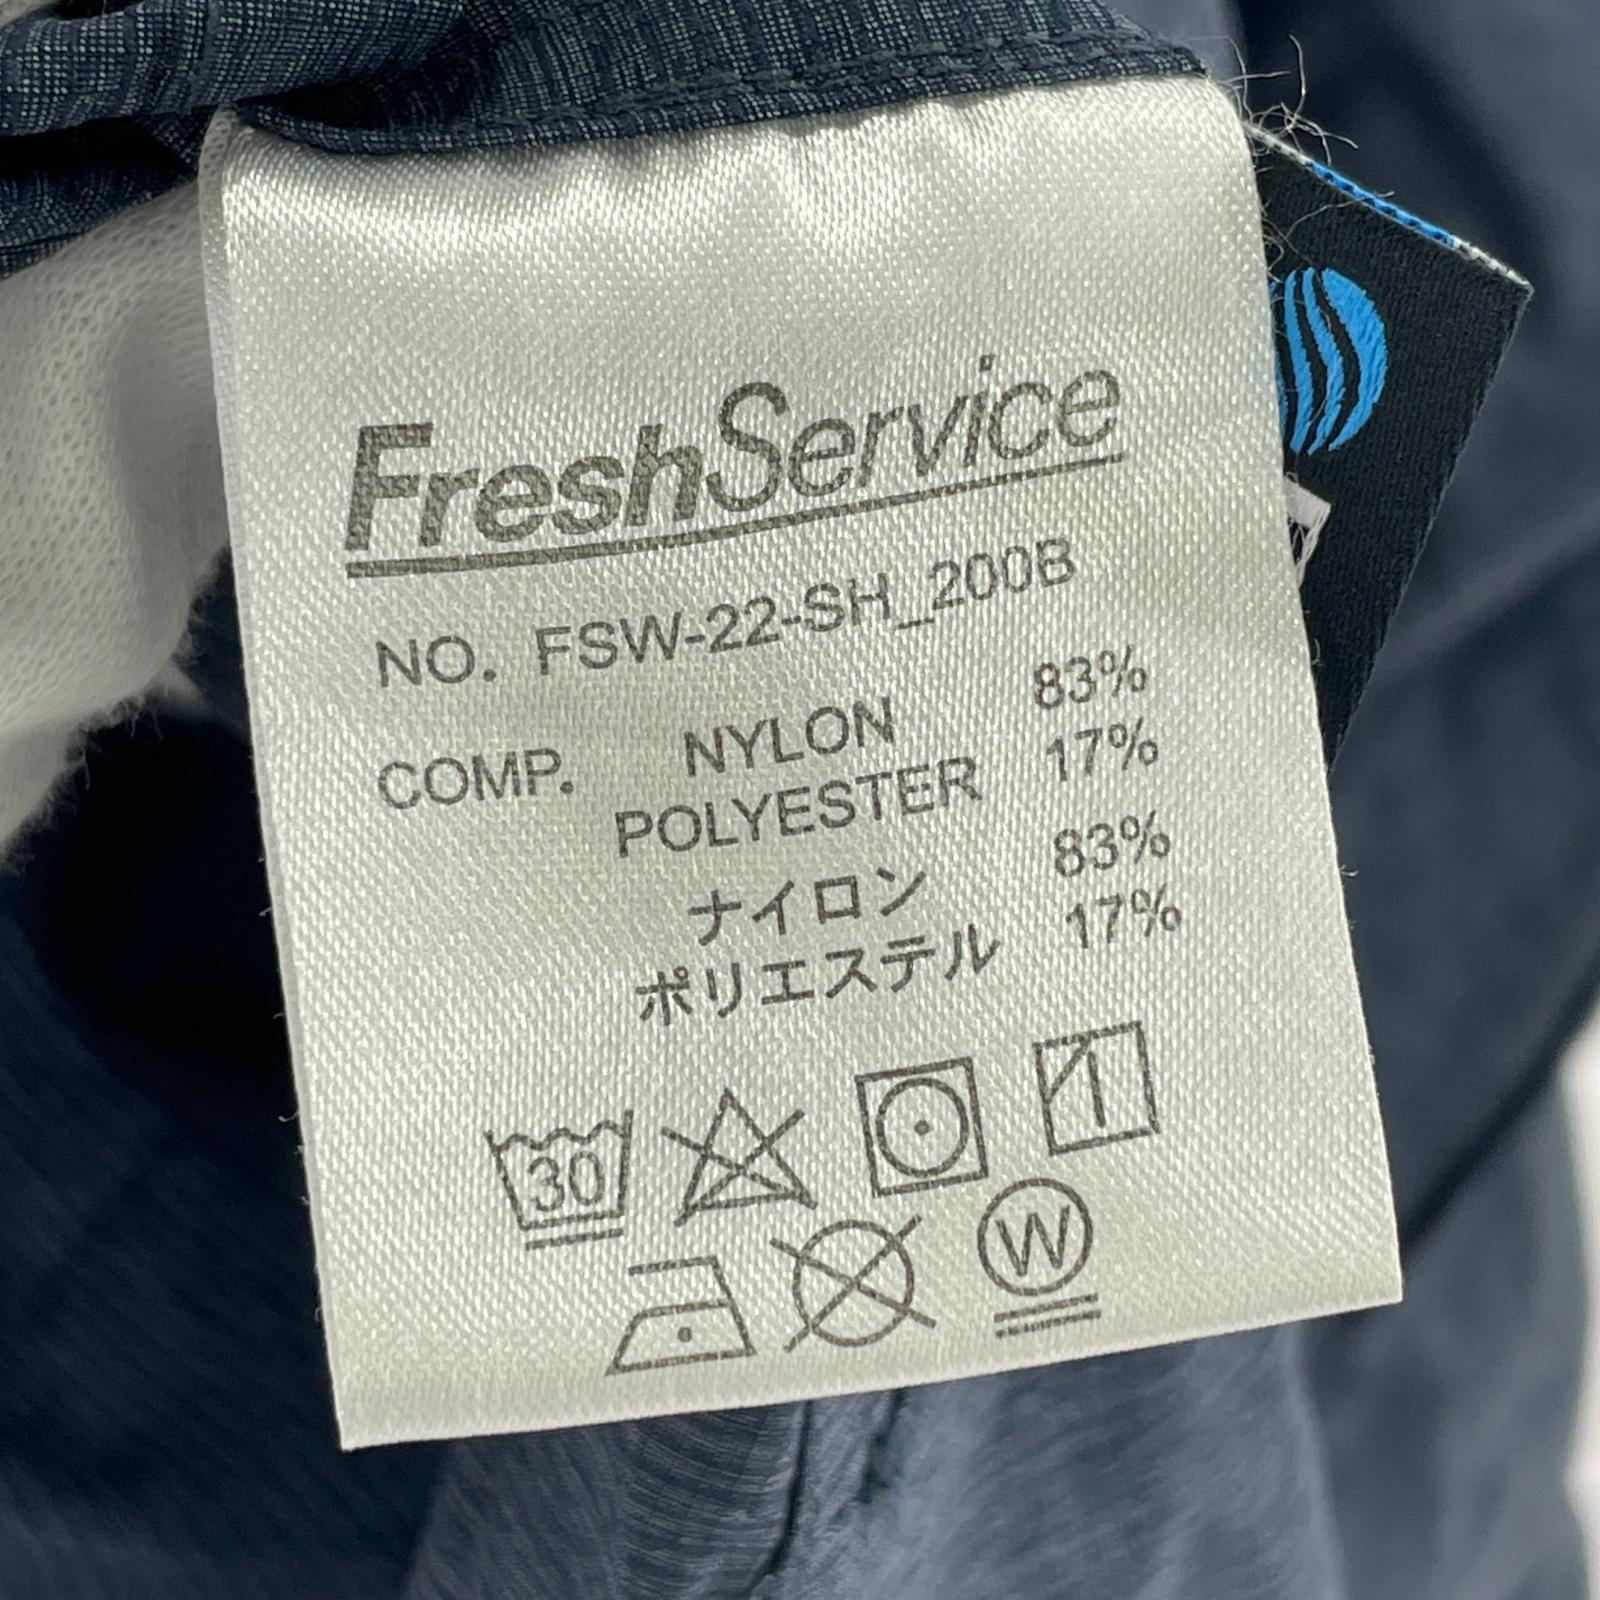 FreshService
NO. FSW-22-SH_200B
COMP. NYLON 83%
POLYESTER 17%
ナイロン 83%
ポリエステル 17%
30
W